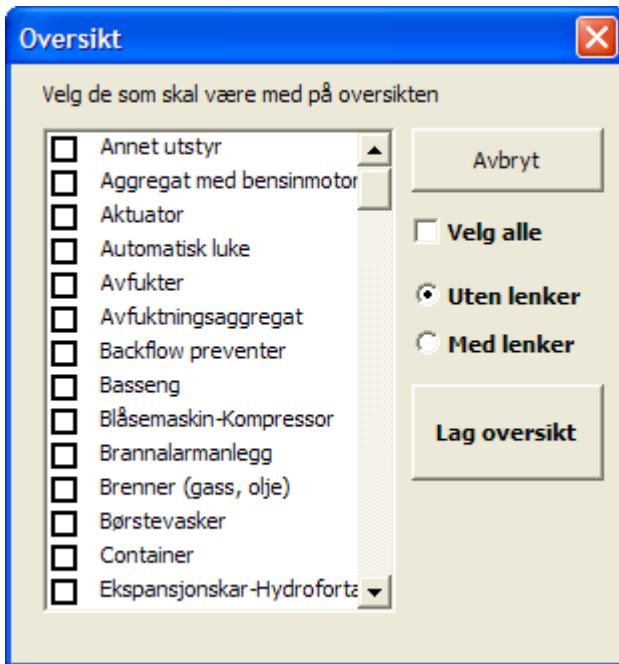 Oversikt
Velg de som skal være med på oversikten
Annet utstyr
Aggregat med bensinmotor
Aktuator
Automatisk luke
Avfukter
Avfuktningsaggregat
Backflow preventer
Basseng
Blåsemaskin-Kompressor
Brannalarmanlegg
Brenner (gass, olje)
Børstevasker
Container
Ekspansjonskar-Hydroforta
Avbryt
Velg alle
Uten lenker
Med lenker
Lag oversikt